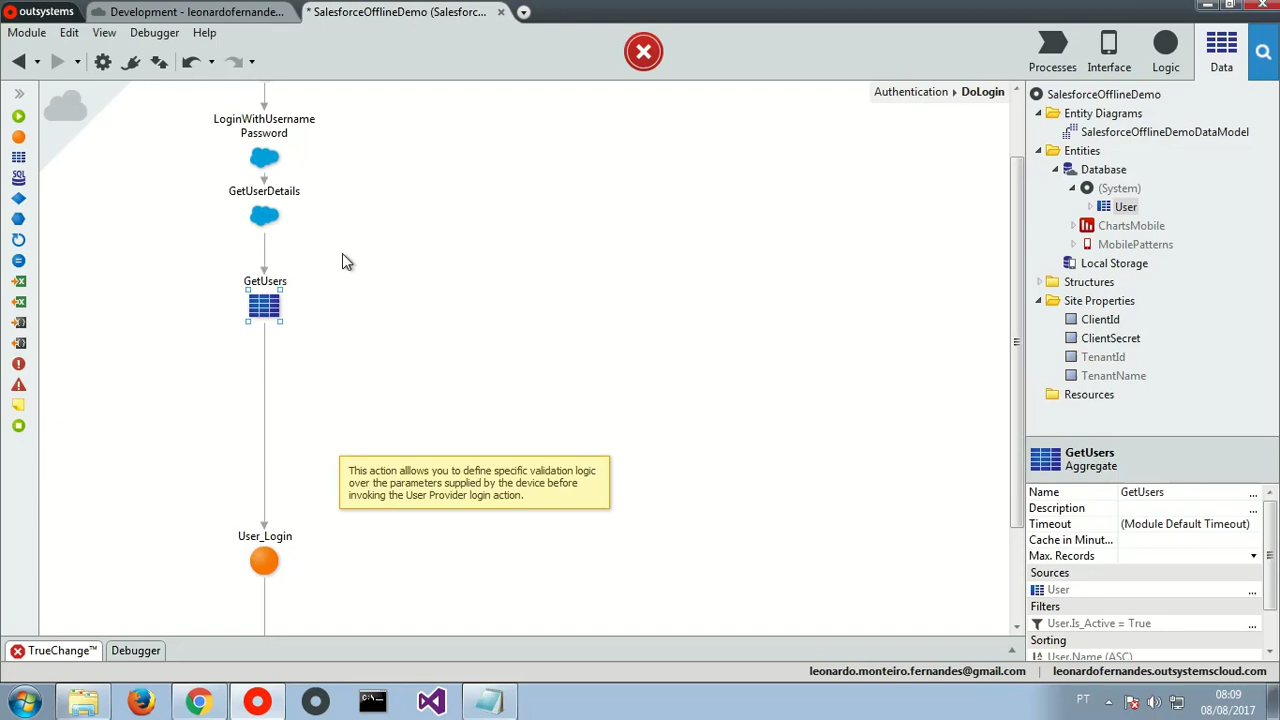 outsystems
Development - leonardofernande...
* SalesforceOfflineDemo (Salesforc...
Module
Edit
View
Debugger
Help
Processes
Interface
Logic
Data
Authentication ▸ DoLogin
LoginWithUsername
Password
GetUserDetails
GetUsers
This action allows you to define specific validation logic
over the parameters supplied by the device before
invoking the User Provider login action.
User_Login
SQL
SalesforceOfflineDemo
Entity Diagrams
SalesforceOfflineDemoDataModel
Entities
Database
(System)
User
ChartsMobile
MobilePatterns
Local Storage
Structures
Site Properties
ClientId
ClientSecret
TenantId
TenantName
Resources
GetUsers
Aggregate
Name GetUsers ...
Description ...
Timeout (Module Default Timeout)
Cache in Minut...
Max. Records
Sources
User ...
Filters
User.Is_Active = True ...
Sorting
User.Name (ASC) ...
TrueChange™
Debugger
leonardo.monteiro.fernandes@gmail.com
leonardofernandes.outsystemscloud.com
PT
08:09
08/08/2017